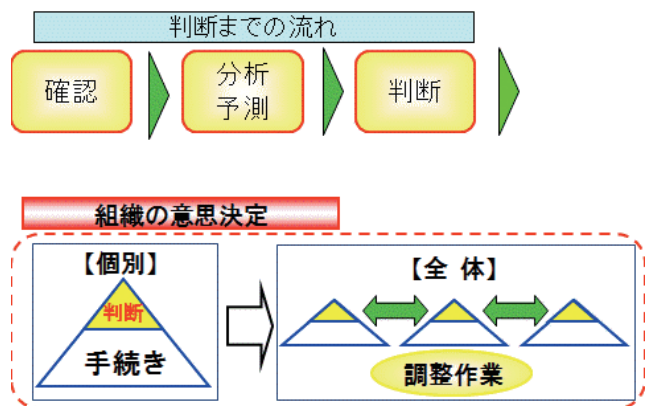 判断までの流れ
確認
分析
予測
判断
組織の意思決定
【個別】
判断
手続き
【全 体】
調整作業